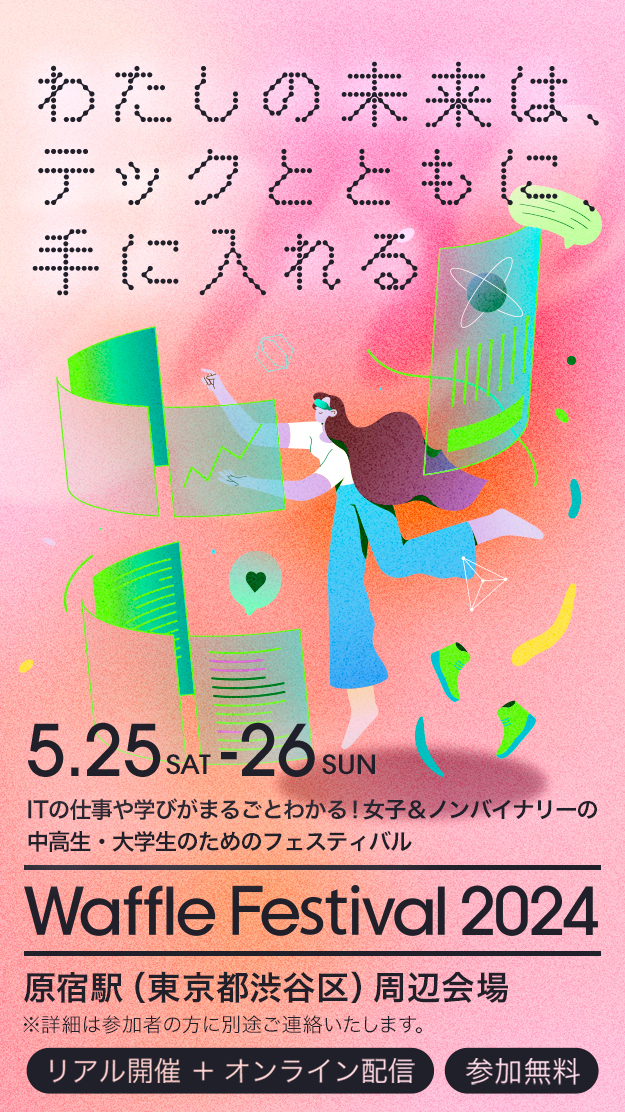 わたしの未来は、
テックとともに、
手に入れる
5.25 SAT -26 SUN
ITの仕事や学びがまるごとわかる！女子＆ノンバイナリーの
中高生・大学生のためのフェスティバル
Waffle Festival 2024
原宿駅（東京都渋谷区）周辺会場
※詳細は参加者の方に別途ご連絡いたします。
リアル開催 ＋ オンライン配信 参加無料